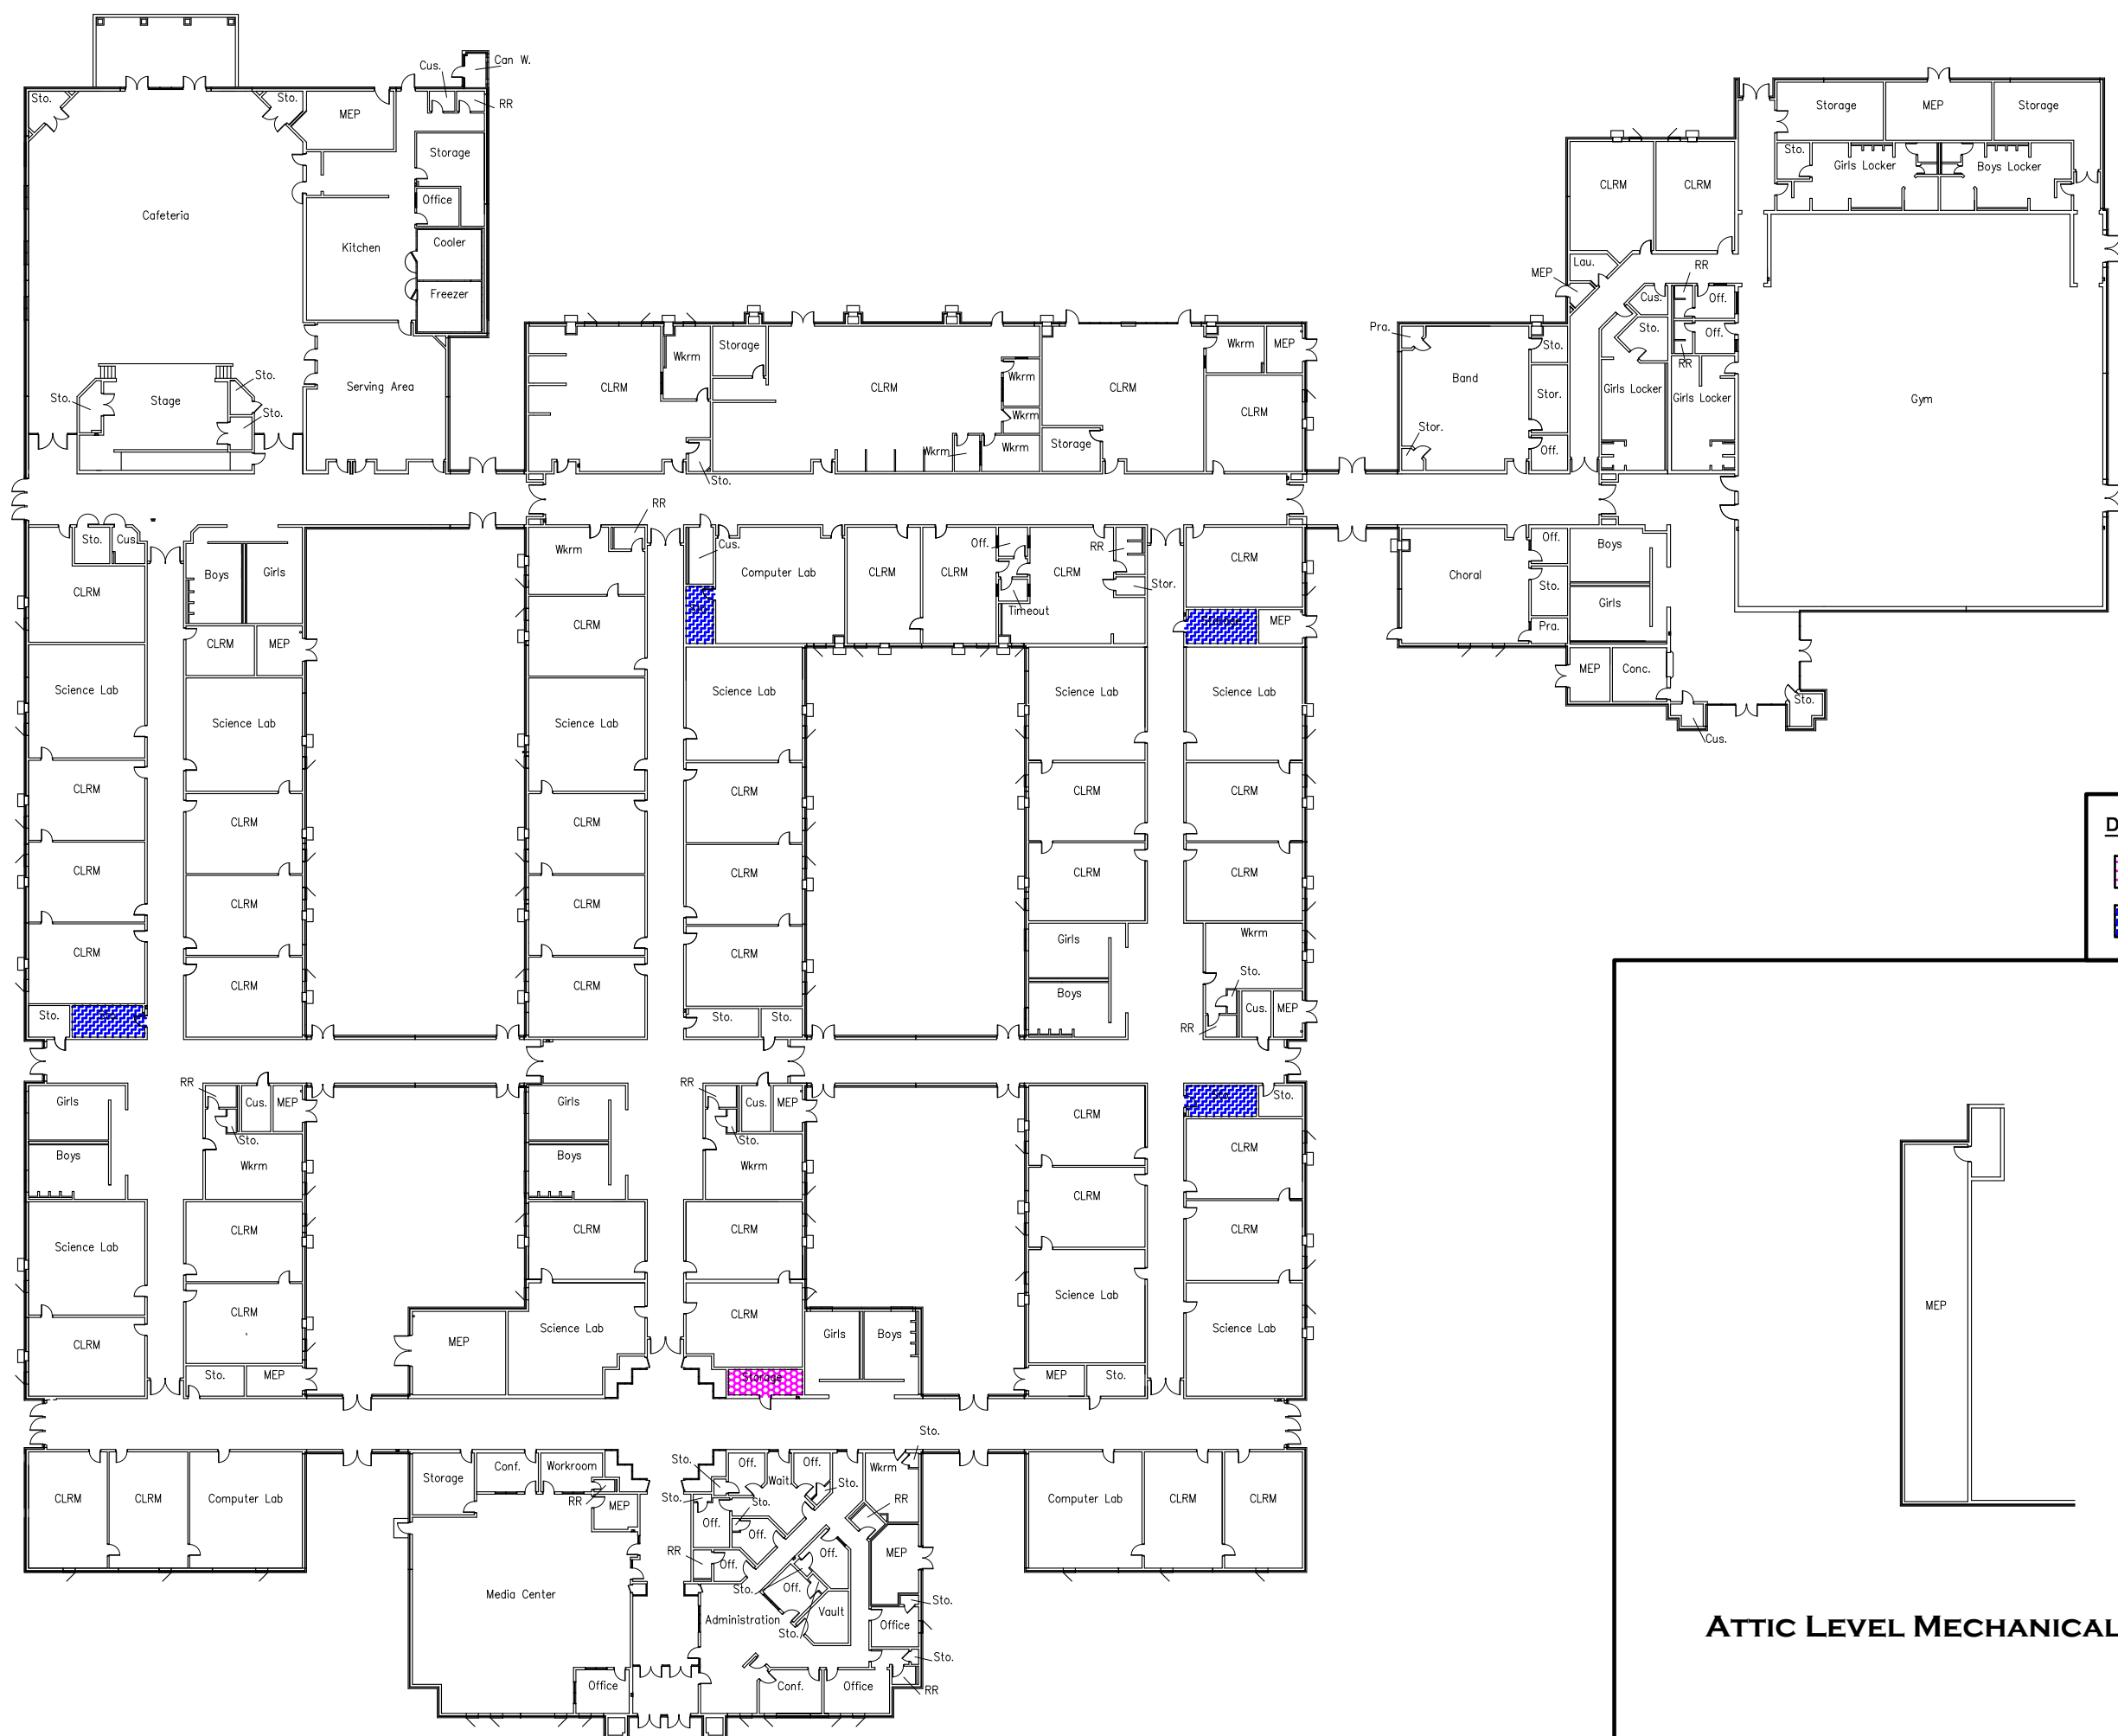 Can W.
Cus.
Sto.
Sto.
MEP
RR
Storage
MEP
Storage
Storage
Sto.
Girls Locker
Boys Locker
CLRM
CLRM
Office
Cafeteria
Kitchen
Cooler
Lau.
RR
MEP
Freezer
Cus.
Off.
Pra.
Sto.
Off.
Storage
Wkrm
Wkrm
MEP
Sto.
RR
Sto.
Serving Area
CLRM
CLRM
Wkrm
CLRM
Band
Girls Locker
Girls Locker
Gym
Sto.
Stage
Sto.
Wkrm
CLRM
Stor.
Stor.
Wkrm
Wkrm
Storage
Off.
Sto.
RR
Sto.
Cus.
Wkrm
Cus.
Off.
RR
CLRM
Off.
Boys
Boys
Girls
Computer Lab
CLRM
CLRM
CLRM
Choral
CLRM
Timeout
Stor.
Sto.
Girls
CLRM
Storage
MEP
Pra.
CLRM
MEP
MEP
Conc.
Science Lab
Science Lab
Science Lab
Science Lab
Sto.
Science Lab
Science Lab
Cus.
CLRM
CLRM
CLRM
CLRM
CLRM
CLRM
D
CLRM
CLRM
CLRM
CLRM
CLRM
CLRM
CLRM
CLRM
CLRM
Girls
Wkrm
CLRM
CLRM
Sto.
Boys
Sto.
Sto.
Sto.
Cus.
MEP
RR
RR
RR
Girls
Cus.
MEP
Girls
Cus.
MEP
CLRM
Sto.
Sto.
Sto.
Boys
Wkrm
Boys
Wkrm
CLRM
CLRM
CLRM
CLRM
CLRM
CLRM
Science Lab
Science Lab
CLRM
CLRM
CLRM
MEP
Science Lab
Girls
Boys
Science Lab
MEP
Sto.
MEP
Storage
MEP
Sto.
Sto.
Conf.
Workroom
Sto.
Off.
Wait.
Off.
Wkrm
Storage
RR
MEP
Sto.
Sto.
Sto.
RR
CLRM
CLRM
Computer Lab
Computer Lab
CLRM
CLRM
Off.
Off.
Off.
MEP
RR
Off.
Sto.
Off.
Media Center
Administration
Vault
Sto.
Sto.
Office
Sto.
Office
Conf.
Office
RR
MEP
ATTIC LEVEL MECHANICAL